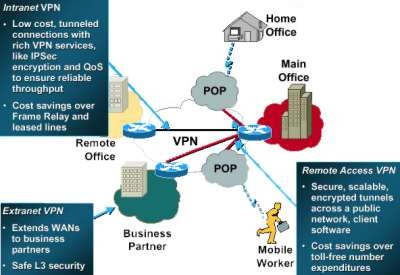 Intranet VPN
• Low cost, tunneled
connections with
rich VPN services,
like IPSec
encryption and QoS
to ensure reliable
throughput
• Cost savings over
Frame Relay and
leased lines
Home
Office
POP
Main
Office
VPN
Remote
Office
POP
Extranet VPN
• Extends WANs to
business partners
• Safe L3 security
Business
Partner
Mobile
Worker
Remote Access VPN
• Secure, scalable,
encrypted tunnels
across a public
network, client
software
• Cost savings over
toll-free number
expenditures